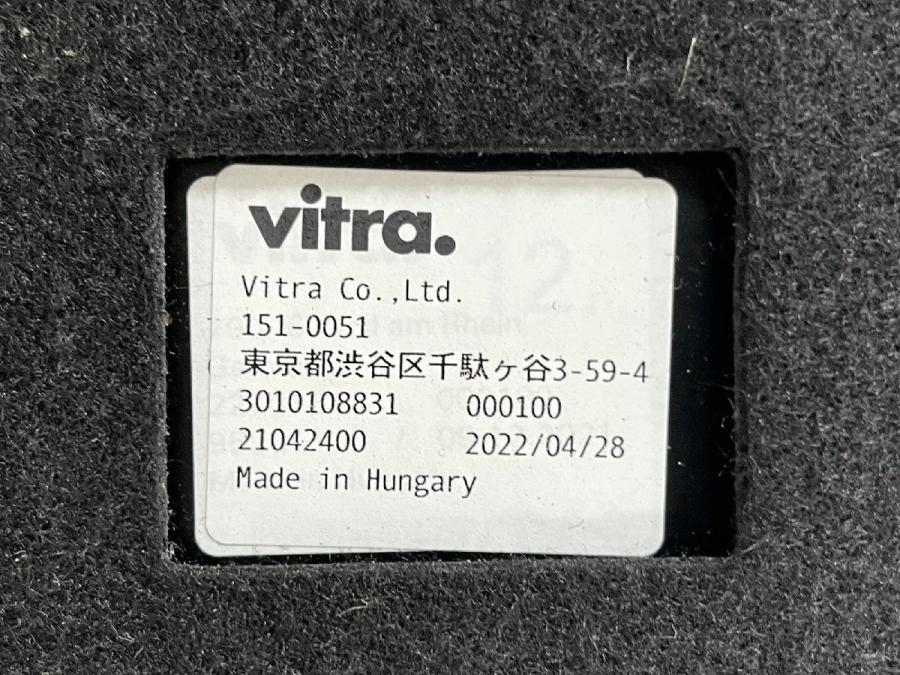 vitra.
Vitra Co.,Ltd.
151-0051
東京都渋谷区千駄ヶ谷3-59-4
3010108831 000100
21042400 2022/04/28
Made in Hungary